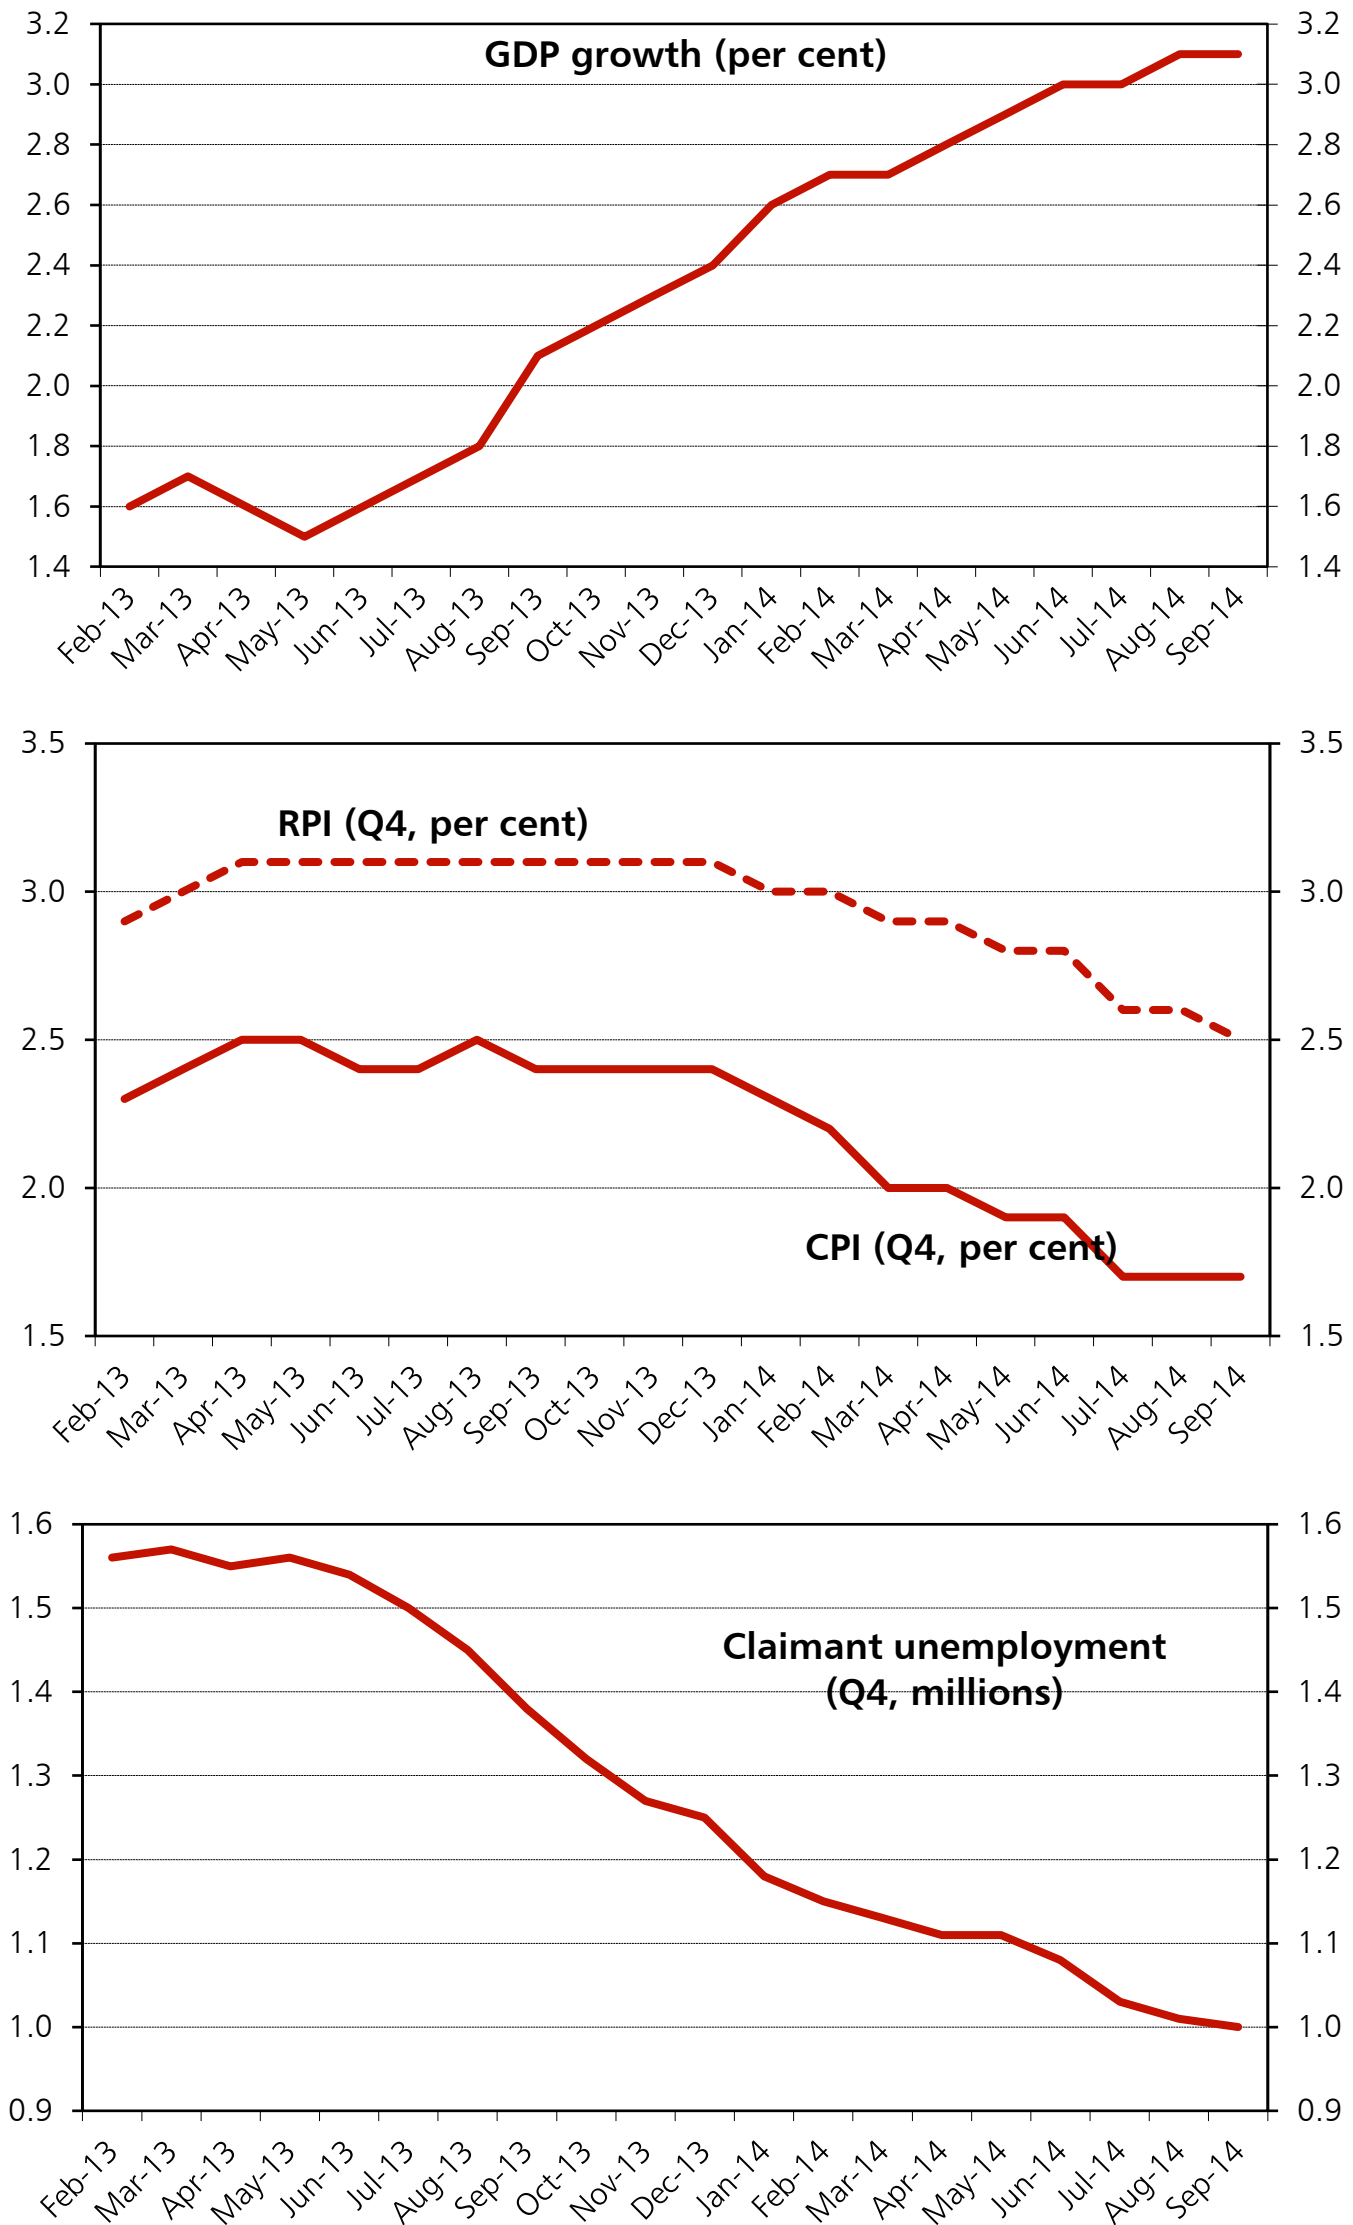 GDP growth (per cent)
3.2 3.2
3.0 3.0
2.8 2.8
2.6 2.6
2.4 2.4
2.2 2.2
2.0 2.0
1.8 1.8
1.6 1.6
1.4 1.4
Feb-13 Mar-13 Apr-13 May-13 Jun-13 Jul-13 Aug-13 Sep-13 Oct-13 Nov-13 Dec-13 Jan-14 Feb-14 Mar-14 Apr-14 May-14 Jun-14 Jul-14 Aug-14 Sep-14
3.5 3.5
RPI (Q4, per cent)
3.0 3.0
2.5 2.5
2.0 2.0
CPI (Q4, per cent)
1.5 1.5
Feb-13 Mar-13 Apr-13 May-13 Jun-13 Jul-13 Aug-13 Sep-13 Oct-13 Nov-13 Dec-13 Jan-14 Feb-14 Mar-14 Apr-14 May-14 Jun-14 Jul-14 Aug-14 Sep-14
1.6 1.6
1.5 1.5
Claimant unemployment
(Q4, millions)
1.4 1.4
1.3 1.3
1.2 1.2
1.1 1.1
1.0 1.0
0.9 0.9
Feb-13 Mar-13 Apr-13 May-13 Jun-13 Jul-13 Aug-13 Sep-13 Oct-13 Nov-13 Dec-13 Jan-14 Feb-14 Mar-14 Apr-14 May-14 Jun-14 Jul-14 Aug-14 Sep-14